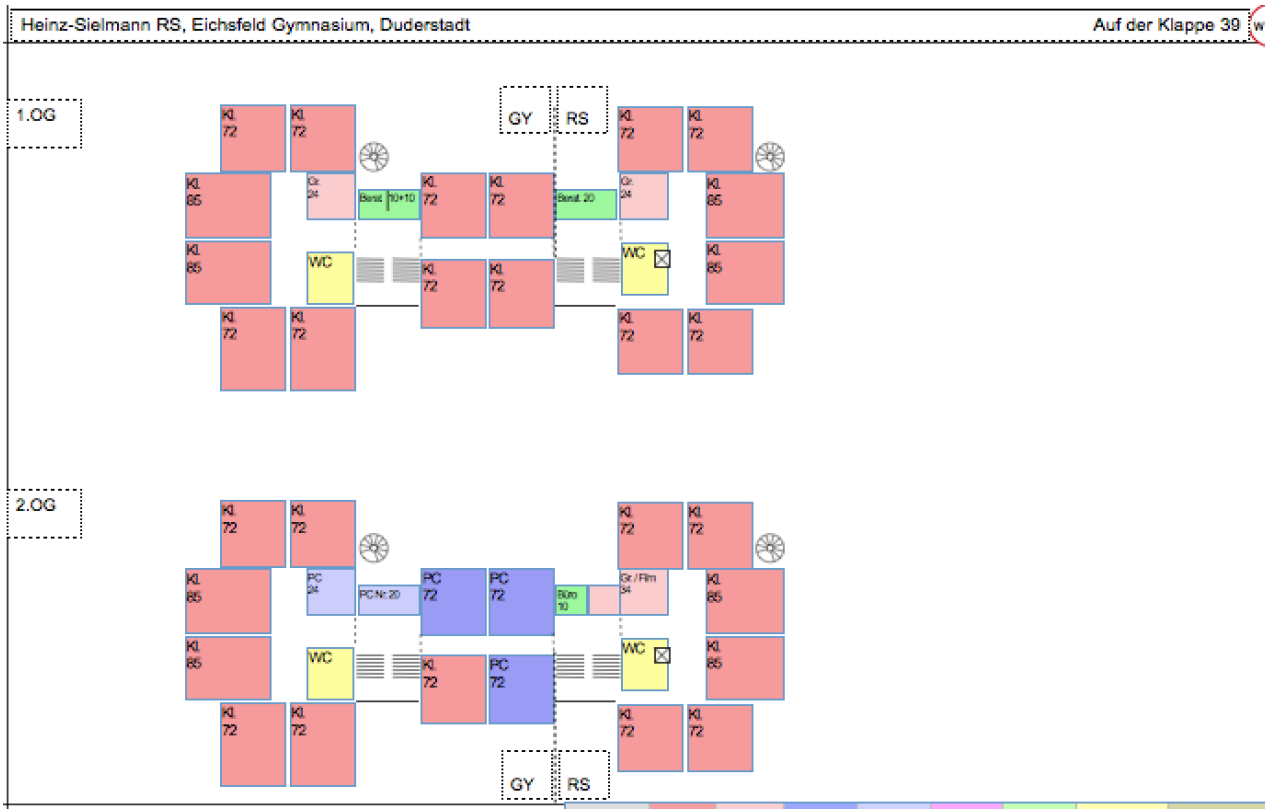 Heinz-Sielmann RS, Eichsfeld Gymnasium, Duderstadt
Auf der Klappe 39
W
1.OG
GY
RS
Kl.
72
Kl.
72
Kl.
72
Kl.
72
Kl.
85
Gr.
24
Berat. 10+10
Kl.
72
Kl.
72
Berat. 20
Gr.
24
Kl.
85
Kl.
85
WC
Kl.
72
Kl.
72
WC
Kl.
85
Kl.
72
Kl.
72
Kl.
72
Kl.
72
2.OG
Kl.
72
Kl.
72
Kl.
72
Kl.
72
Kl.
85
PC
24
PC Nr. 20
PC
72
PC
72
Büro
10
Gr. / Film
34
Kl.
85
Kl.
85
WC
Kl.
72
PC
72
WC
Kl.
85
Kl.
72
Kl.
72
Kl.
72
Kl.
72
GY
RS